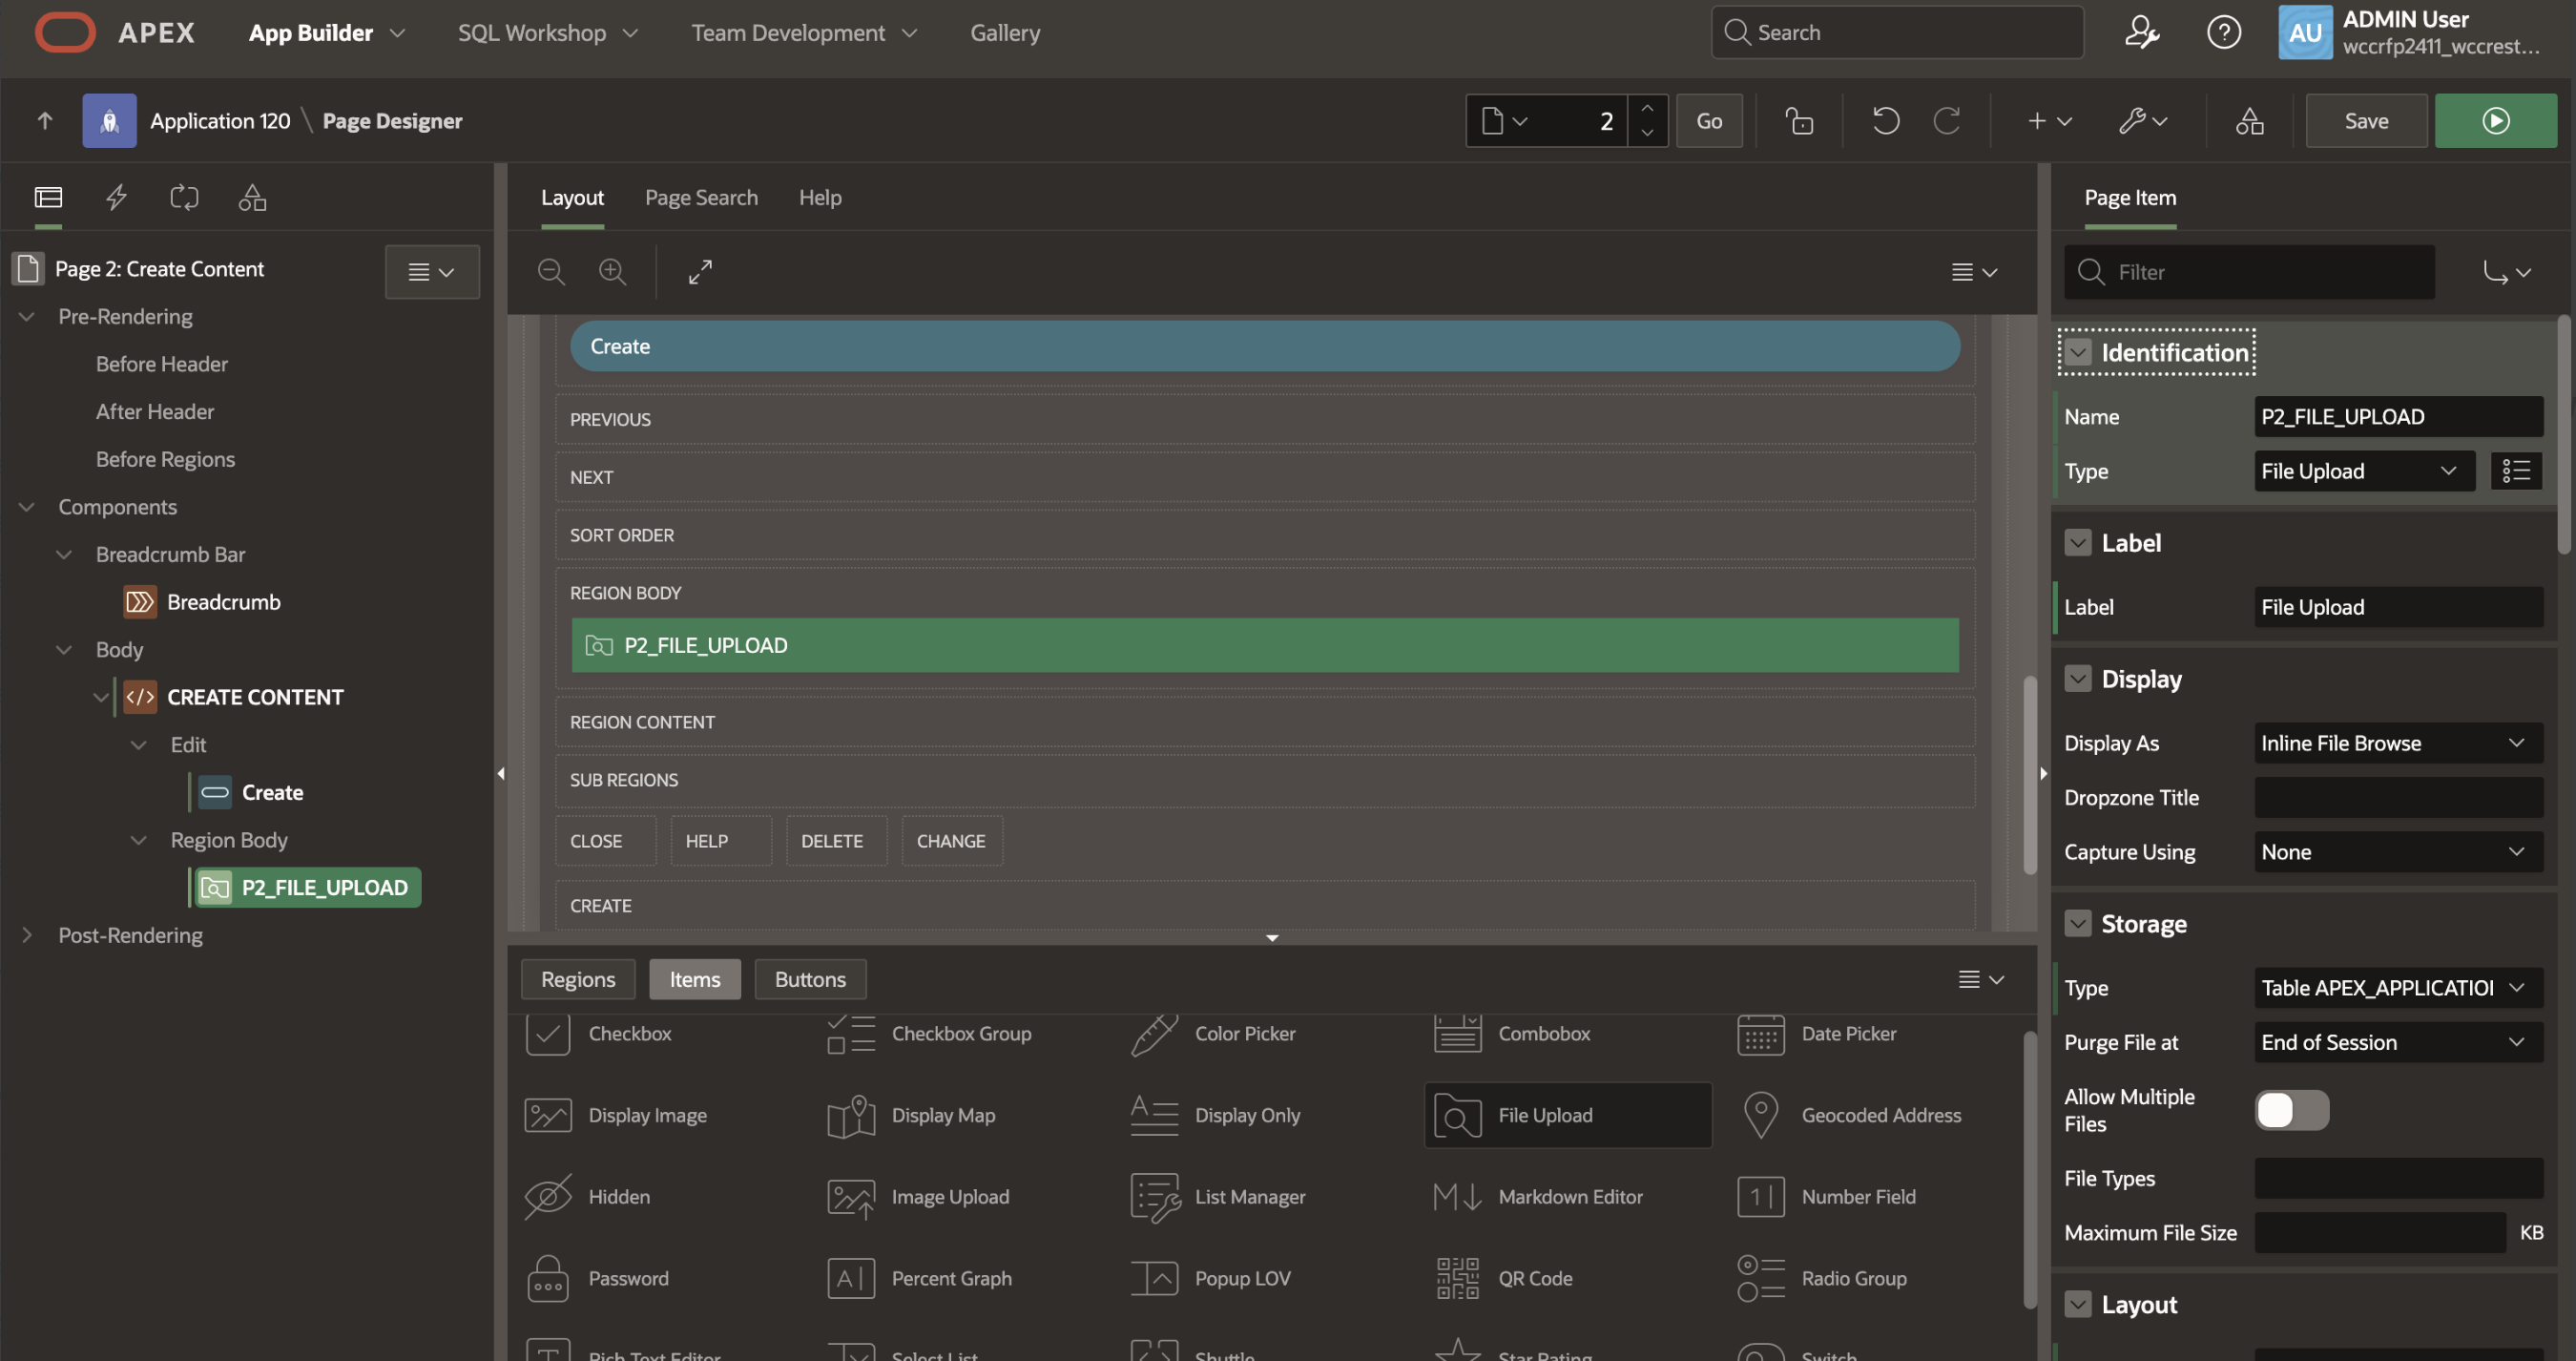 APEX
App Builder
SQL Workshop
Team Development
Gallery
Search
AU
ADMIN User
wccrfp2411_wccrest...
Application 120 \ Page Designer
2
Go
Save
Layout
Page Search
Help
Page Item
Page 2: Create Content
Pre-Rendering
Before Header
After Header
Before Regions
Components
Breadcrumb Bar
Breadcrumb
Body
CREATE CONTENT
Edit
Create
Region Body
P2_FILE_UPLOAD
Post-Rendering
Create
PREVIOUS
NEXT
SORT ORDER
REGION BODY
P2_FILE_UPLOAD
REGION CONTENT
SUB REGIONS
CLOSE
HELP
DELETE
CHANGE
CREATE
Regions
Items
Buttons
Checkbox
Checkbox Group
Color Picker
Combobox
Date Picker
Display Image
Display Map
Display Only
File Upload
Geocoded Address
Hidden
Image Upload
List Manager
Markdown Editor
Number Field
Password
Percent Graph
Popup LOV
QR Code
Radio Group
Rich Text Editor
Select List
Shuttle
Star Rating
Switch
Filter
Identification
Name P2_FILE_UPLOAD
Type File Upload
Label
Label File Upload
Display
Display As Inline File Browse
Dropzone Title
Capture Using None
Storage
Type Table APEX_APPLICATIO
Purge File at End of Session
Allow Multiple
Files
File Types
Maximum File Size KB
Layout